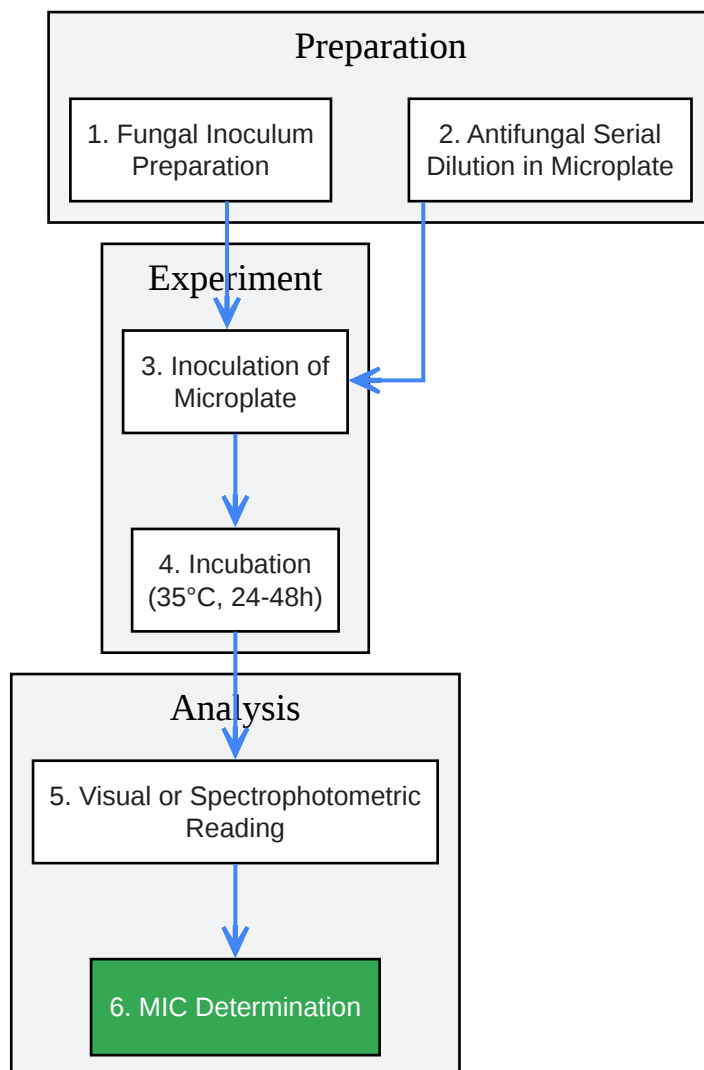 Preparation
1. Fungal Inoculum
Preparation
2. Antifungal Serial
Dilution in Microplate
Experiment
3. Inoculation of
Microplate
4. Incubation
(35°C, 24-48h)
Analysis
5. Visual or Spectrophotometric
Reading
6. MIC Determination